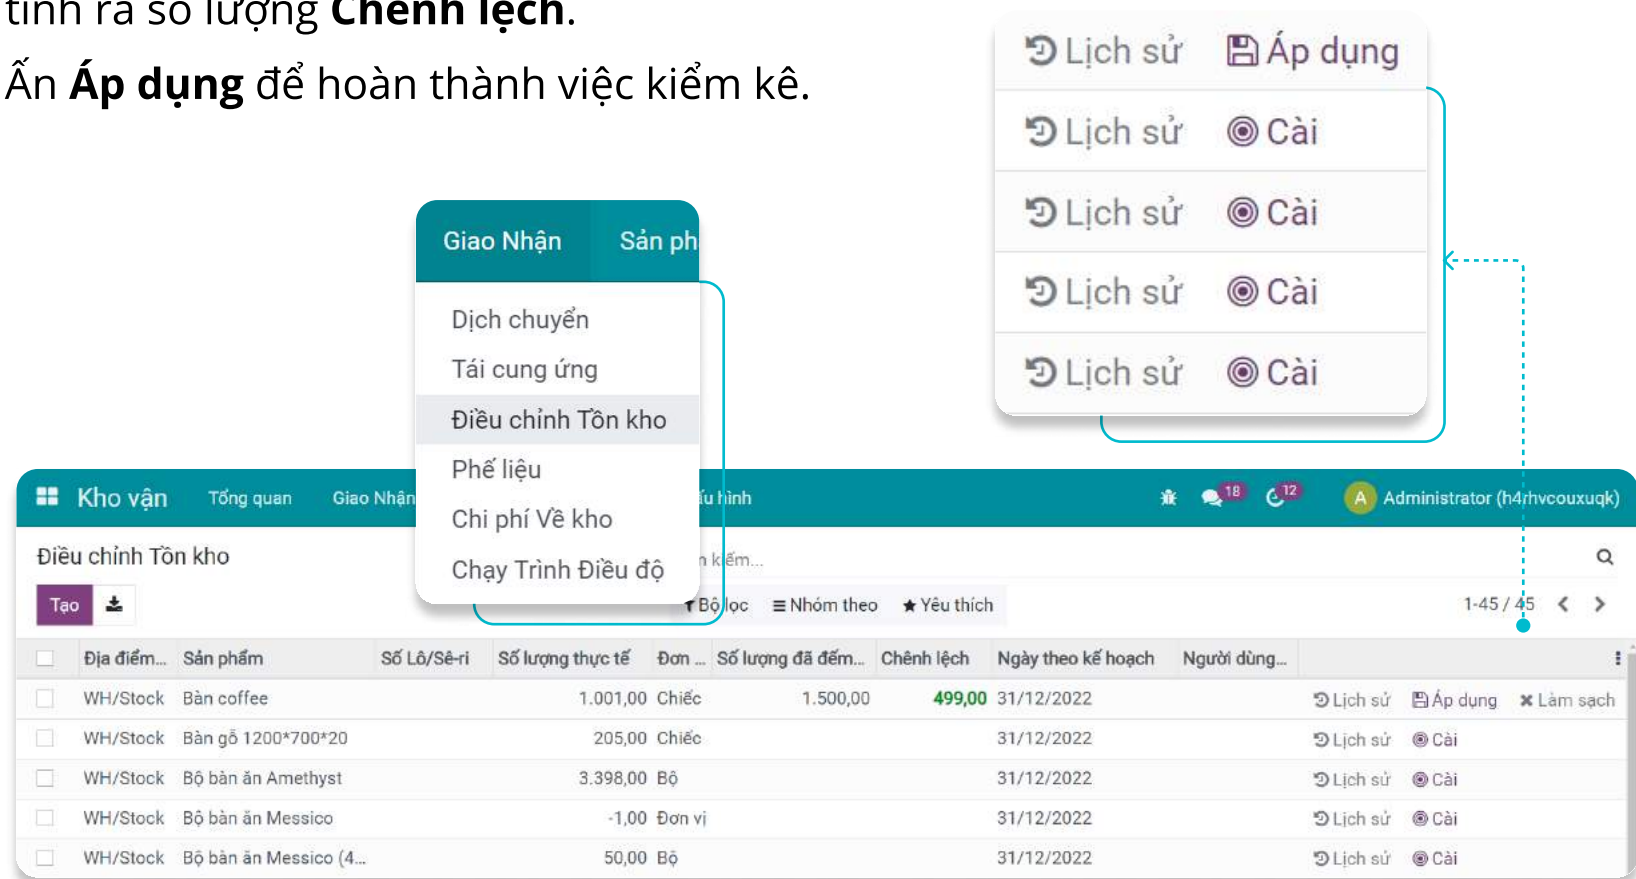 tính ra số lượng Chênh lệch.
Ấn Áp dụng để hoàn thành việc kiểm kê.
Lịch sử Áp dụng
Lịch sử Cài
Lịch sử Cài
Lịch sử Cài
Lịch sử Cài
Giao Nhận Sản ph
Dịch chuyển
Tái cung ứng
Điều chỉnh Tồn kho
Phế liệu
Chi phí Về kho
Chạy Trình Điều độ
Kho vận Tổng quan Giao Nhận ấu hình 18 12 A Administrator (h4rhvcouxuqk)
Điều chỉnh Tồn kho kiếm...
Tạo Bộ lọc Nhóm theo Yêu thích 1-45 / 45
Địa điểm... Sản phẩm Số Lô/Sê-ri Số lượng thực tế Đơn ... Số lượng đã đếm... Chênh lệch Ngày theo kế hoạch Người dùng...
WH/Stock Bàn coffee 1.001,00 Chiếc 1.500,00 499,00 31/12/2022 Lịch sử Áp dụng Làm sạch
WH/Stock Bàn gỗ 1200*700*20 205,00 Chiếc 31/12/2022 Lịch sử Cài
WH/Stock Bộ bàn ăn Amethyst 3.398,00 Bộ 31/12/2022 Lịch sử Cài
WH/Stock Bộ bàn ăn Messico -1,00 Đơn vị 31/12/2022 Lịch sử Cài
WH/Stock Bộ bàn ăn Messico (4... 50,00 Bộ 31/12/2022 Lịch sử Cài